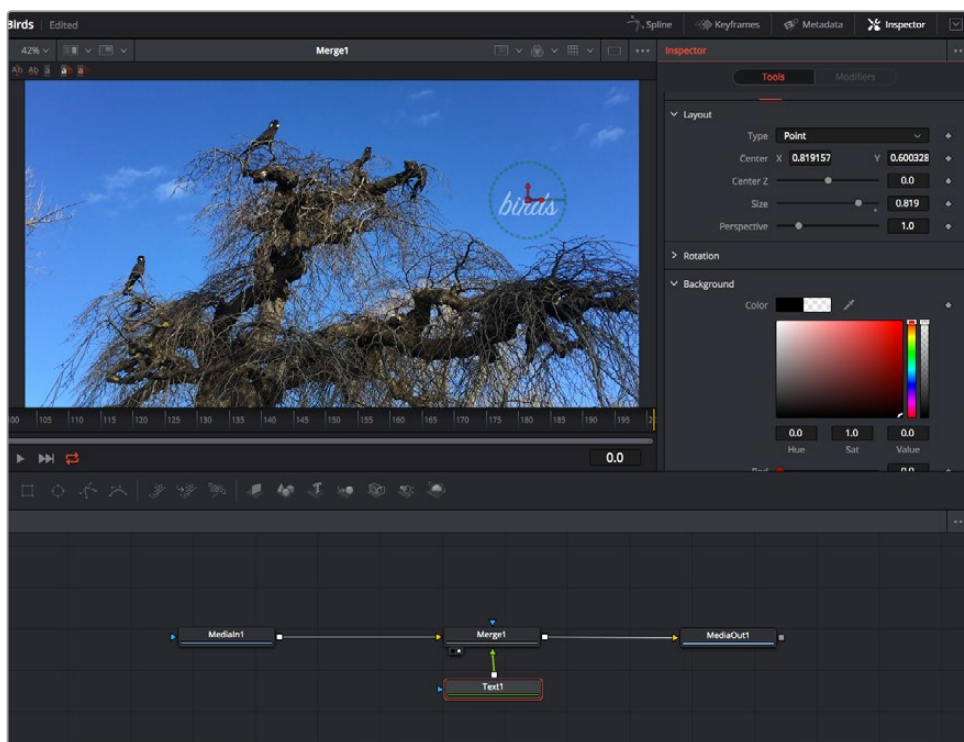 Birds Edited Spline Keyframes Metadata Inspector
42% Merge1 Inspector
Tools Modifiers
Layout
Type Point
Center X 0.819157 Y 0.600328
Center Z 0.0
Size 0.819
Perspective 1.0
Rotation
Background
Color
birds
105 110 115 120 125 130 135 140 145 150 155 160 165 170 175 180 185 190 195
0.0
0.0 1.0 0.0
Hue Sat Value
MediaIn1 Merge1 MediaOut1
Text1